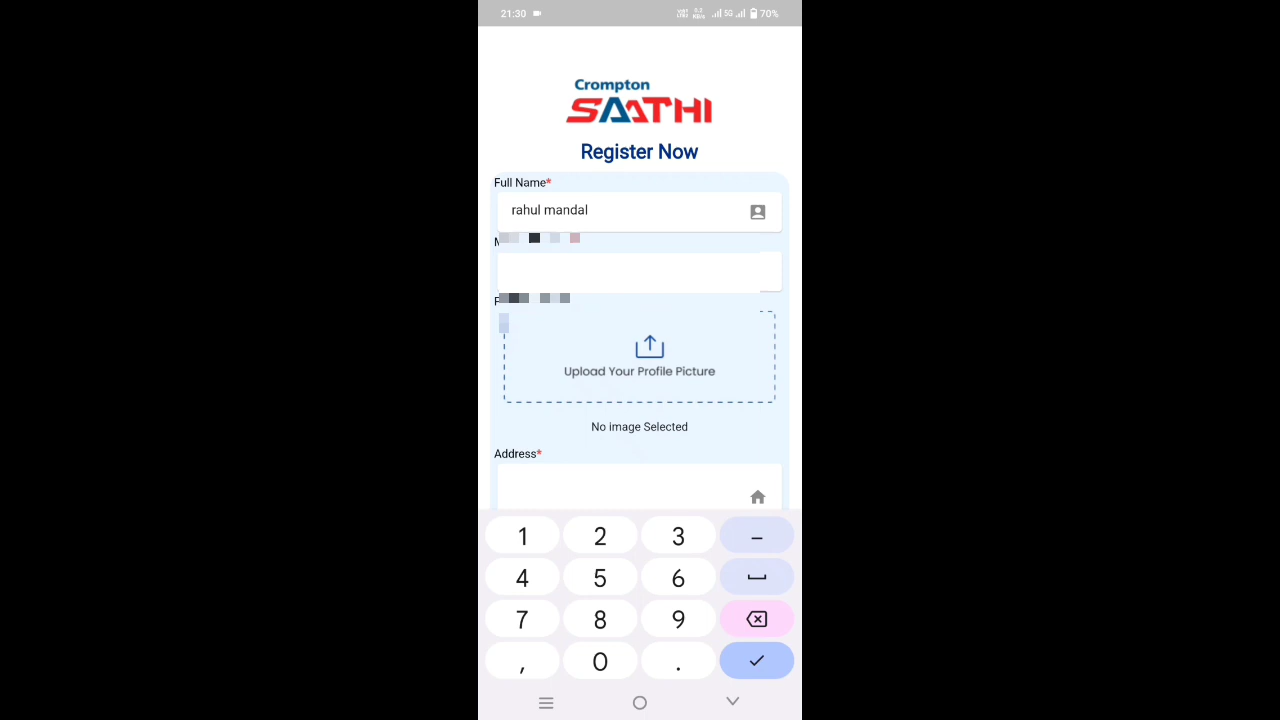 21:30 5G 70%
Crompton
SAATHI
Register Now
Full Name*
rahul mandal
Upload Your Profile Picture
No image Selected
Address*
1 2 3 –
4 5 6
7 8 9
, 0 .